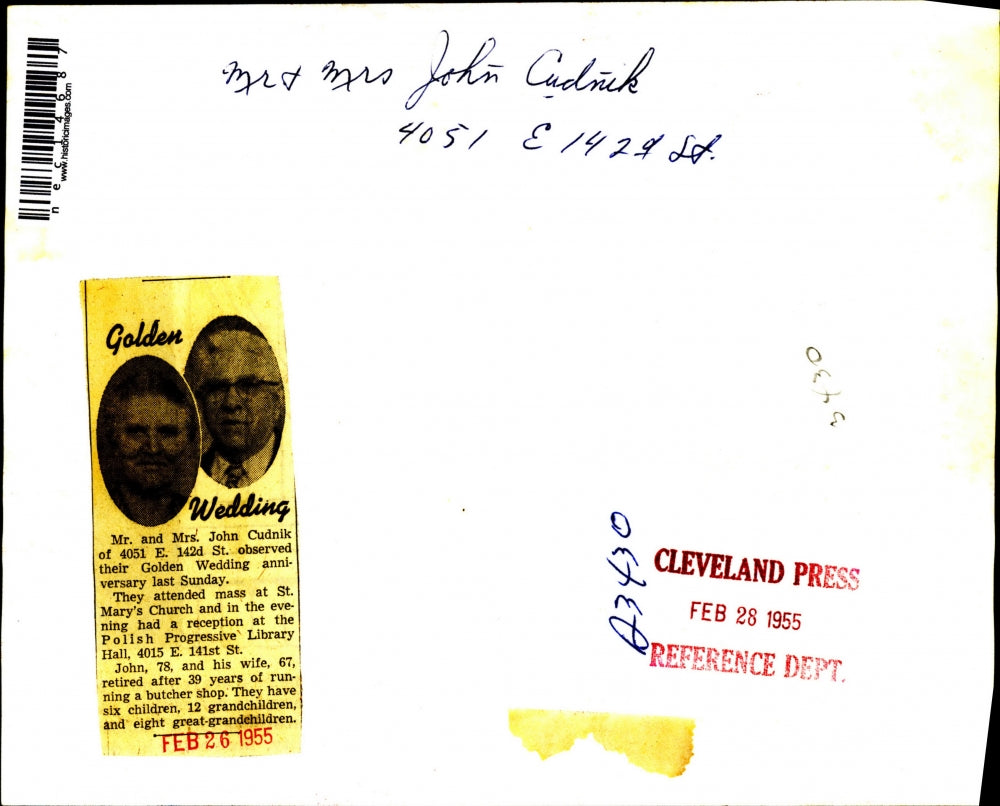 Mr & Mrs John Cudnik
4051 E 142d St.
necl4687
www.historicimages.com
Golden
Wedding
Mr. and Mrs. John Cudnik
of 4051 E. 142d St. observed
their Golden Wedding anni-
versary last Sunday.
They attended mass at St.
Mary's Church and in the eve-
ning had a reception at the
Polish Progressive Library
Hall, 4015 E. 141st St.
John, 78, and his wife, 67,
retired after 39 years of run-
ning a butcher shop. They have
six children, 12 grandchildren,
and eight great-grandchildren.
FEB 26 1955
3430
A3430
CLEVELAND PRESS
FEB 28 1955
REFERENCE DEPT.